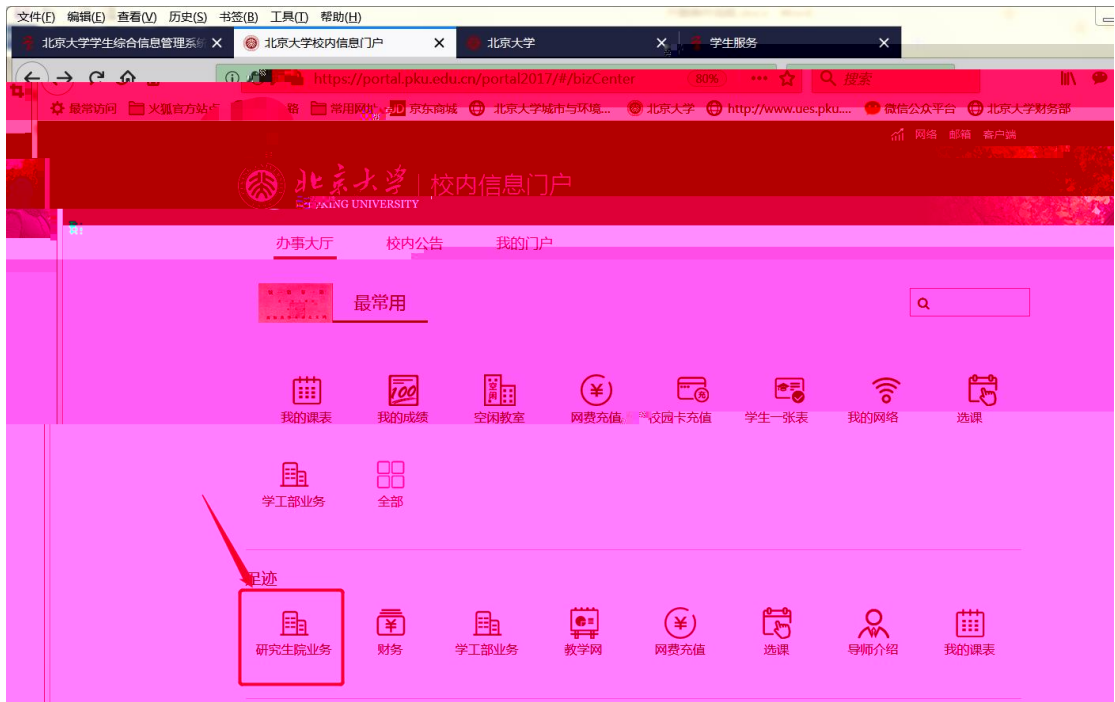 文件(F) 编辑(E) 查看(V) 历史(S) 书签(B) 工具(T) 帮助(H)
北京大学学生综合信息管理系统 北京大学校内信息门户 北京大学 学生服务
https://portal.pku.edu.cn/portal2017/#/bizCenter 80% 搜索
最常访问 火狐官方站点 常用网址 JD 京东商城 北京大学城市与环境... 北京大学 http://www.ues.pku.... 微信公众平台 北京大学财务部
网络 邮箱 客户端
北京大学 校内信息门户
PEKING UNIVERSITY
办事大厅 校内公告 我的门户
最常用
我的课表 我的成绩 空闲教室 网费充值 校园卡充值 学生一张表 我的网络 选课
学工部业务 全部
足迹
研究生院业务 财务 学工部业务 教学网 网费充值 选课 导师介绍 我的课表